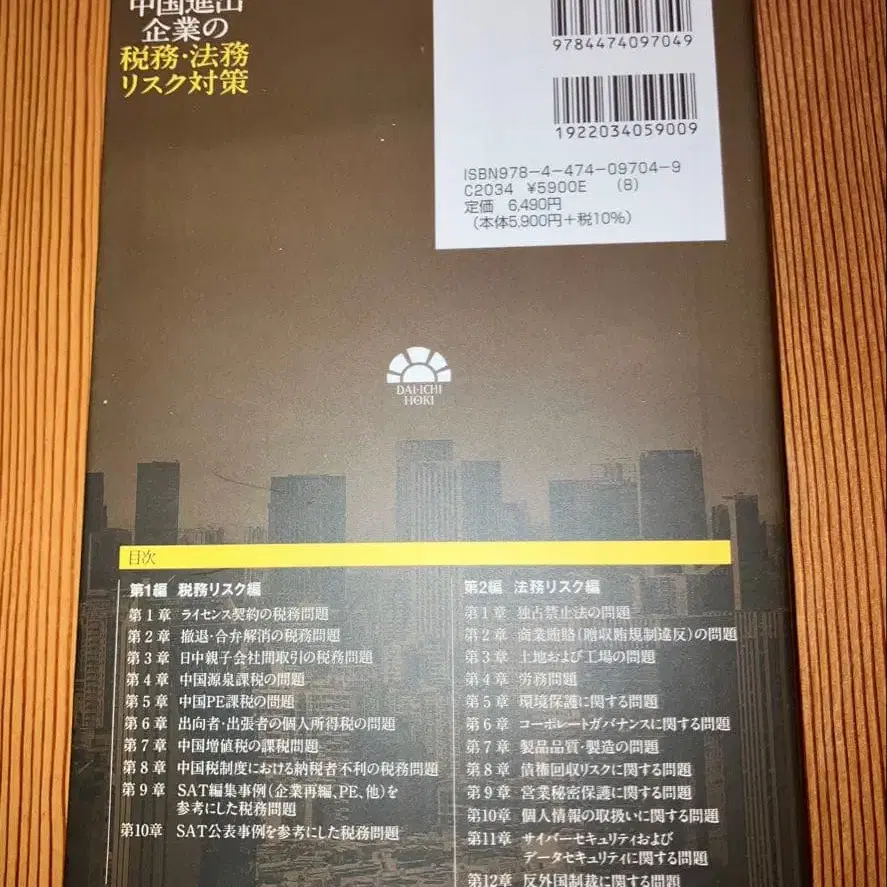 中国進出
企業の
税務・法務
リスク対策
9784474097049
1922034059009
ISBN978-4-474-09704-9
C2034 ¥5900E (8)
定価 6,490円
(本体5,900円+税10%)
DAI-ICHI
HOKI
目次
第1編 税務リスク編
第1章 ライセンス契約の税務問題
第2章 撤退・合弁解消の税務問題
第3章 日中親子会社間取引の税務問題
第4章 中国源泉課税の問題
第5章 中国PE課税の問題
第6章 出向者・出張者の個人所得税の問題
第7章 中国増値税の課税問題
第8章 中国税制度における納税者不利の税務問題
第9章 SAT編集事例(企業再編、PE、他)を
参考にした税務問題
第10章 SAT公表事例を参考にした税務問題
第2編 法務リスク編
第1章 独占禁止法の問題
第2章 商業賄賂(贈収賄規制違反)の問題
第3章 土地および工場の問題
第4章 労務問題
第5章 環境保護に関する問題
第6章 コーポレートガバナンスに関する問題
第7章 製品品質・製造の問題
第8章 債権回収リスクに関する問題
第9章 営業秘密保護に関する問題
第10章 個人情報の取扱いに関する問題
第11章 サイバーセキュリティおよび
データセキュリティに関する問題
第12章 反外国制裁に関する問題